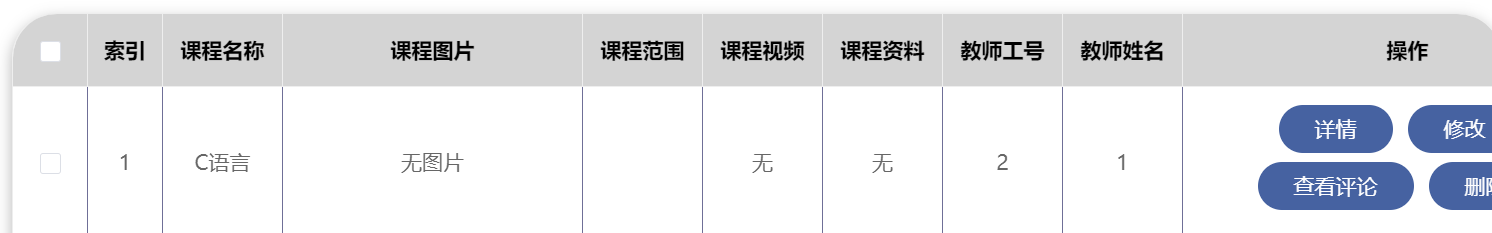 索引 课程名称 课程图片 课程范围 课程视频 课程资料 教师工号 教师姓名 操作
详情 修改
1 C语言 无图片 无 无 2 1
查看评论 删